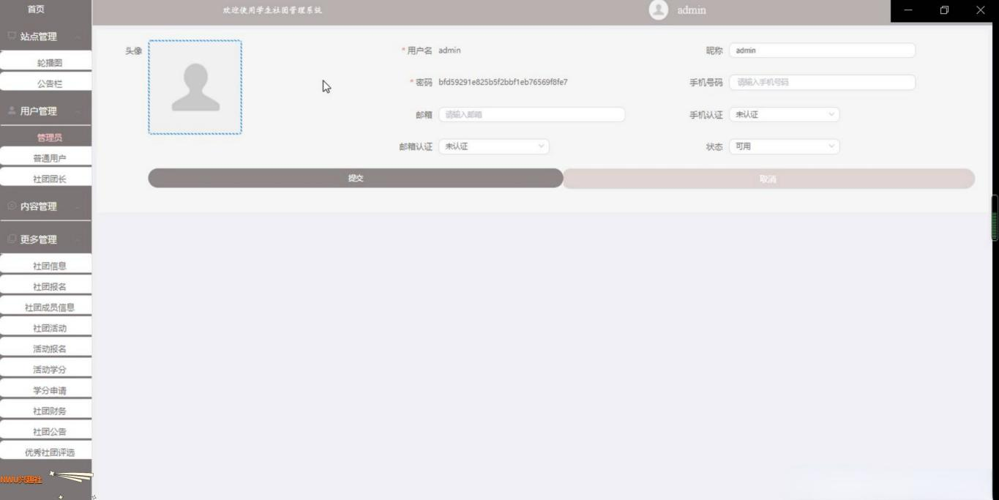 首页
欢迎使用学生社团管理系统
admin
站点管理
轮播图
公告栏
用户管理
管理员
普通用户
社团团长
内容管理
更多管理
社团信息
社团报名
社团成员信息
社团活动
活动报名
活动学分
学分申请
社团财务
社团公告
优秀社团评选
NWU兴趣社
头像
* 用户名 admin
昵称 admin
* 密码 bfd59291e825b5f2bbf1eb76569f8fe7
手机号码 请输入手机号码
邮箱 请输入邮箱
手机认证 未认证
邮箱认证 未认证
状态 可用
提交
取消